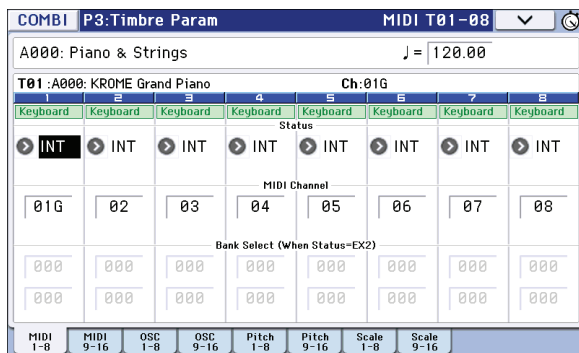 COMBI P3:Timbre Param MIDI T01-08
A000: Piano & Strings ♩= 120.00
T01 :A000: KROME Grand Piano Ch:01G
1 2 3 4 5 6 7 8
Keyboard Keyboard Keyboard Keyboard Keyboard Keyboard Keyboard Keyboard
Status
INT INT INT INT INT INT INT INT
MIDI Channel
01G 02 03 04 05 06 07 08
Bank Select (When Status=EX2)
000 000 000 000 000 000 000 000
000 000 000 000 000 000 000 000
MIDI 1-8 MIDI 9-16 OSC 1-8 OSC 9-16 Pitch 1-8 Pitch 9-16 Scale 1-8 Scale 9-16